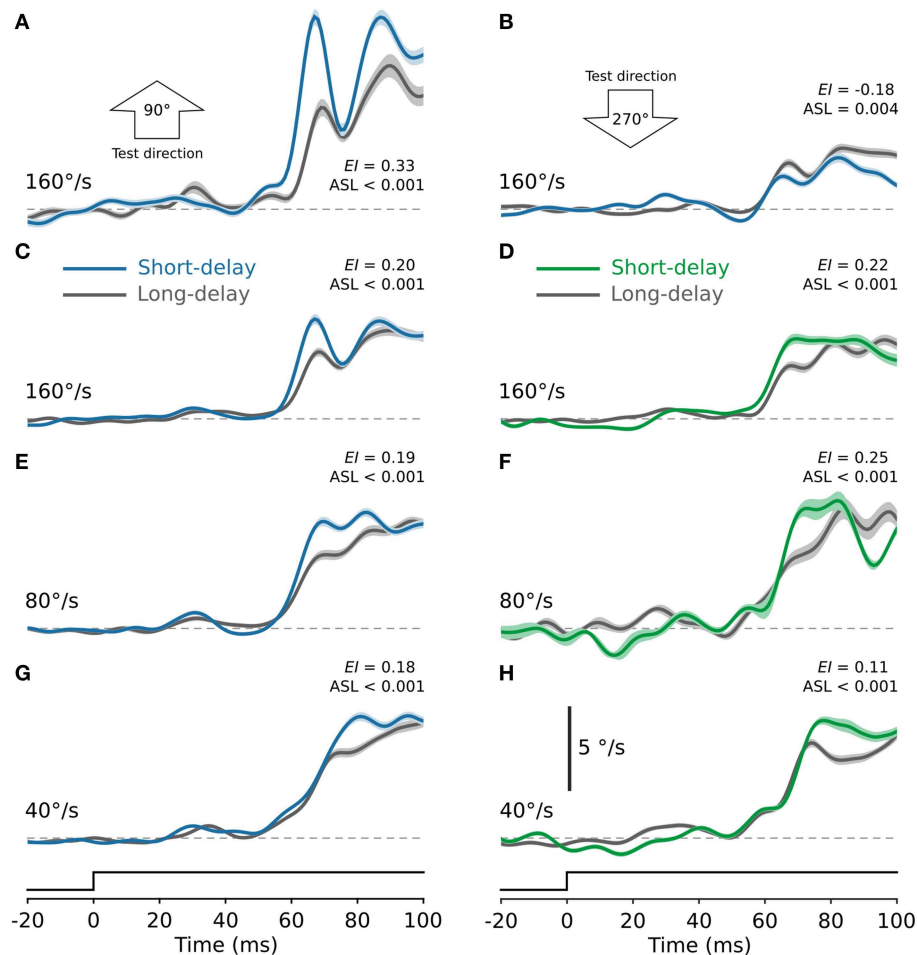 A
90°
Test direction
160°/s
EI = 0.33
ASL < 0.001
B
Test direction
270°
EI = -0.18
ASL = 0.004
160°/s
C
Short-delay
Long-delay
EI = 0.20
ASL < 0.001
160°/s
D
Short-delay
Long-delay
EI = 0.22
ASL < 0.001
160°/s
E
EI = 0.19
ASL < 0.001
80°/s
F
EI = 0.25
ASL < 0.001
80°/s
G
EI = 0.18
ASL < 0.001
40°/s
H
EI = 0.11
ASL < 0.001
5 °/s
40°/s
-20 0 20 40 60 80 100
Time (ms)
-20 0 20 40 60 80 100
Time (ms)